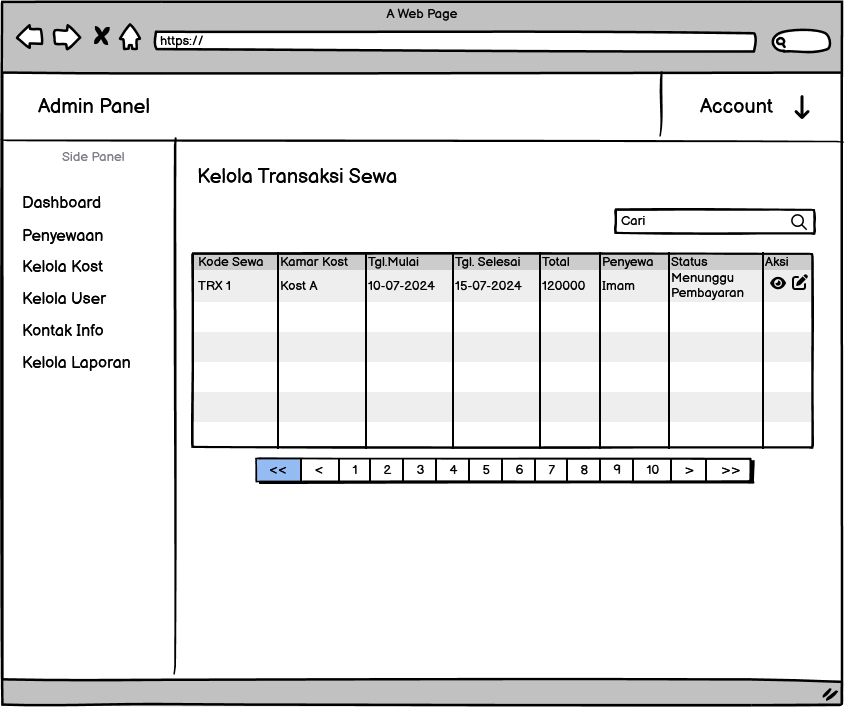 A Web Page
https://
Admin Panel
Account
Side Panel
Dashboard
Penyewaan
Kelola Kost
Kelola User
Kontak Info
Kelola Laporan
Kelola Transaksi Sewa
Cari
Kode Sewa Kamar Kost Tgl.Mulai Tgl. Selesai Total Penyewa Status Aksi
TRX 1 Kost A 10-07-2024 15-07-2024 120000 Imam Menunggu
Pembayaran
<< < 1 2 3 4 5 6 7 8 9 10 > >>